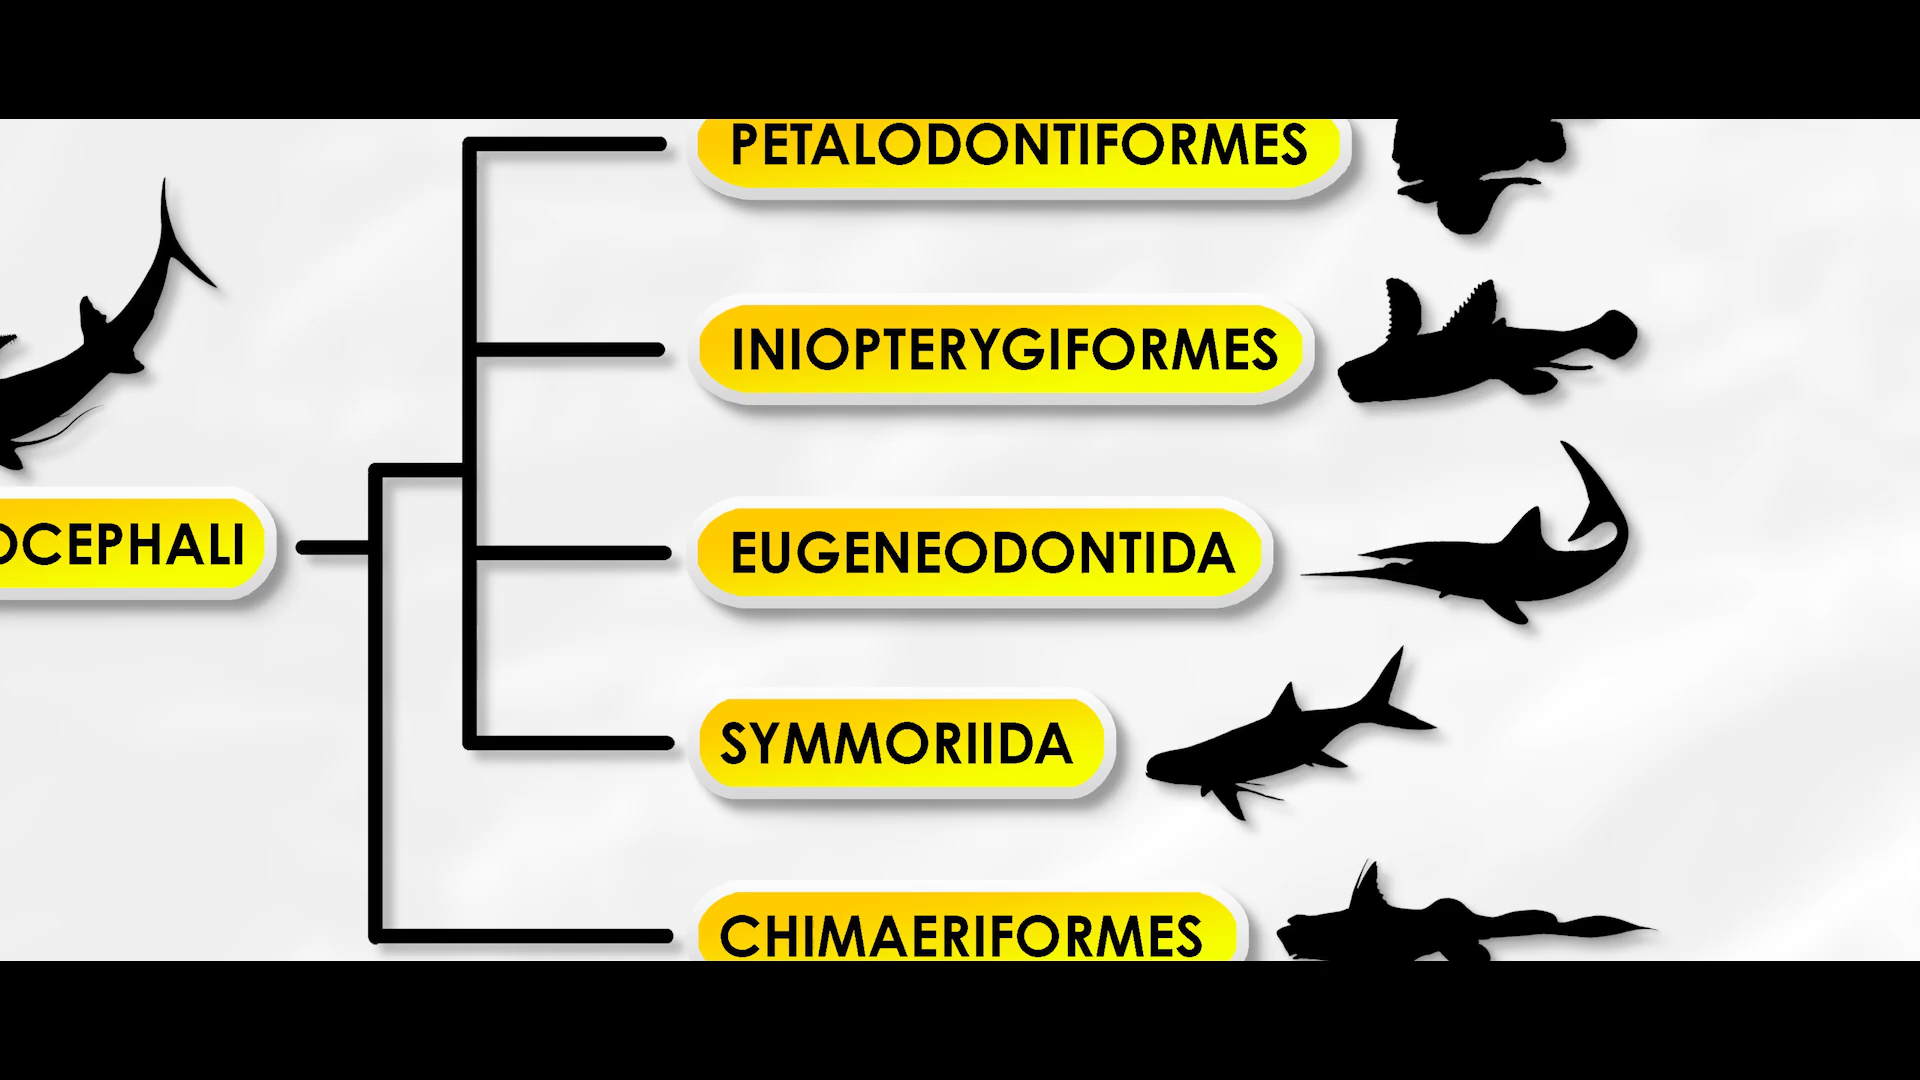 PETALODONTIFORMES
INIOPTERYGIFORMES
OCEPHALI
EUGENEODONTIDA
SYMMORIIDA
CHIMAERIFORMES